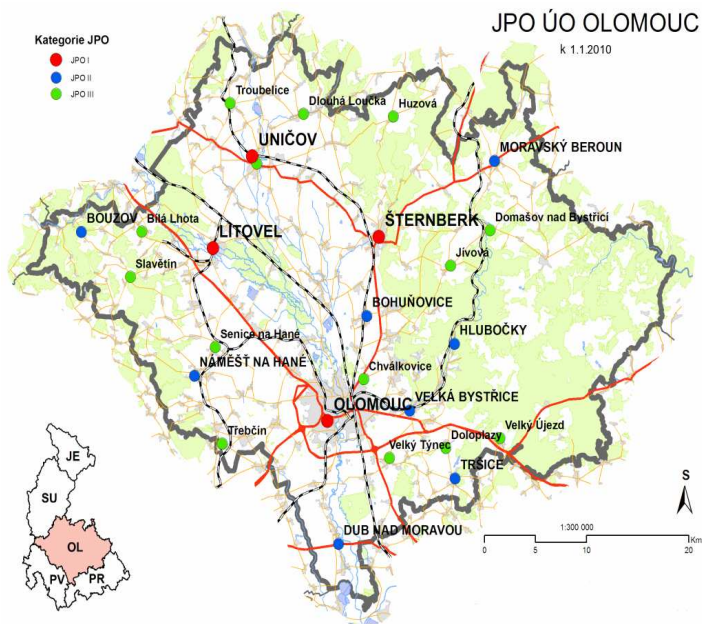 JPO ÚO OLOMOUC
k 1.1.2010
Kategorie JPO
JPO I
JPO II
JPO III
Troubelice
Dlouhá Loučka
Huzová
UNIČOV
MORAVSKÝ BEROUN
BOUZOV
Bílá Lhota
LITOVEL
ŠTERNBERK
Domašov nad Bystřicí
Slavětín
Jívová
BOHUŇOVICE
Senice na Hané
HLUBOČKY
NÁMĚŠŤ NA HANÉ
Chválkovice
OLOMOUC
VELKÁ BYSTŘICE
Třebčín
Velký Týnec
Doloplazy
Velký Újezd
TRŠICE
DUB NAD MORAVOU
JE
SU
OL
PV
PR
S
1:300 000
0
5
10
20
Km